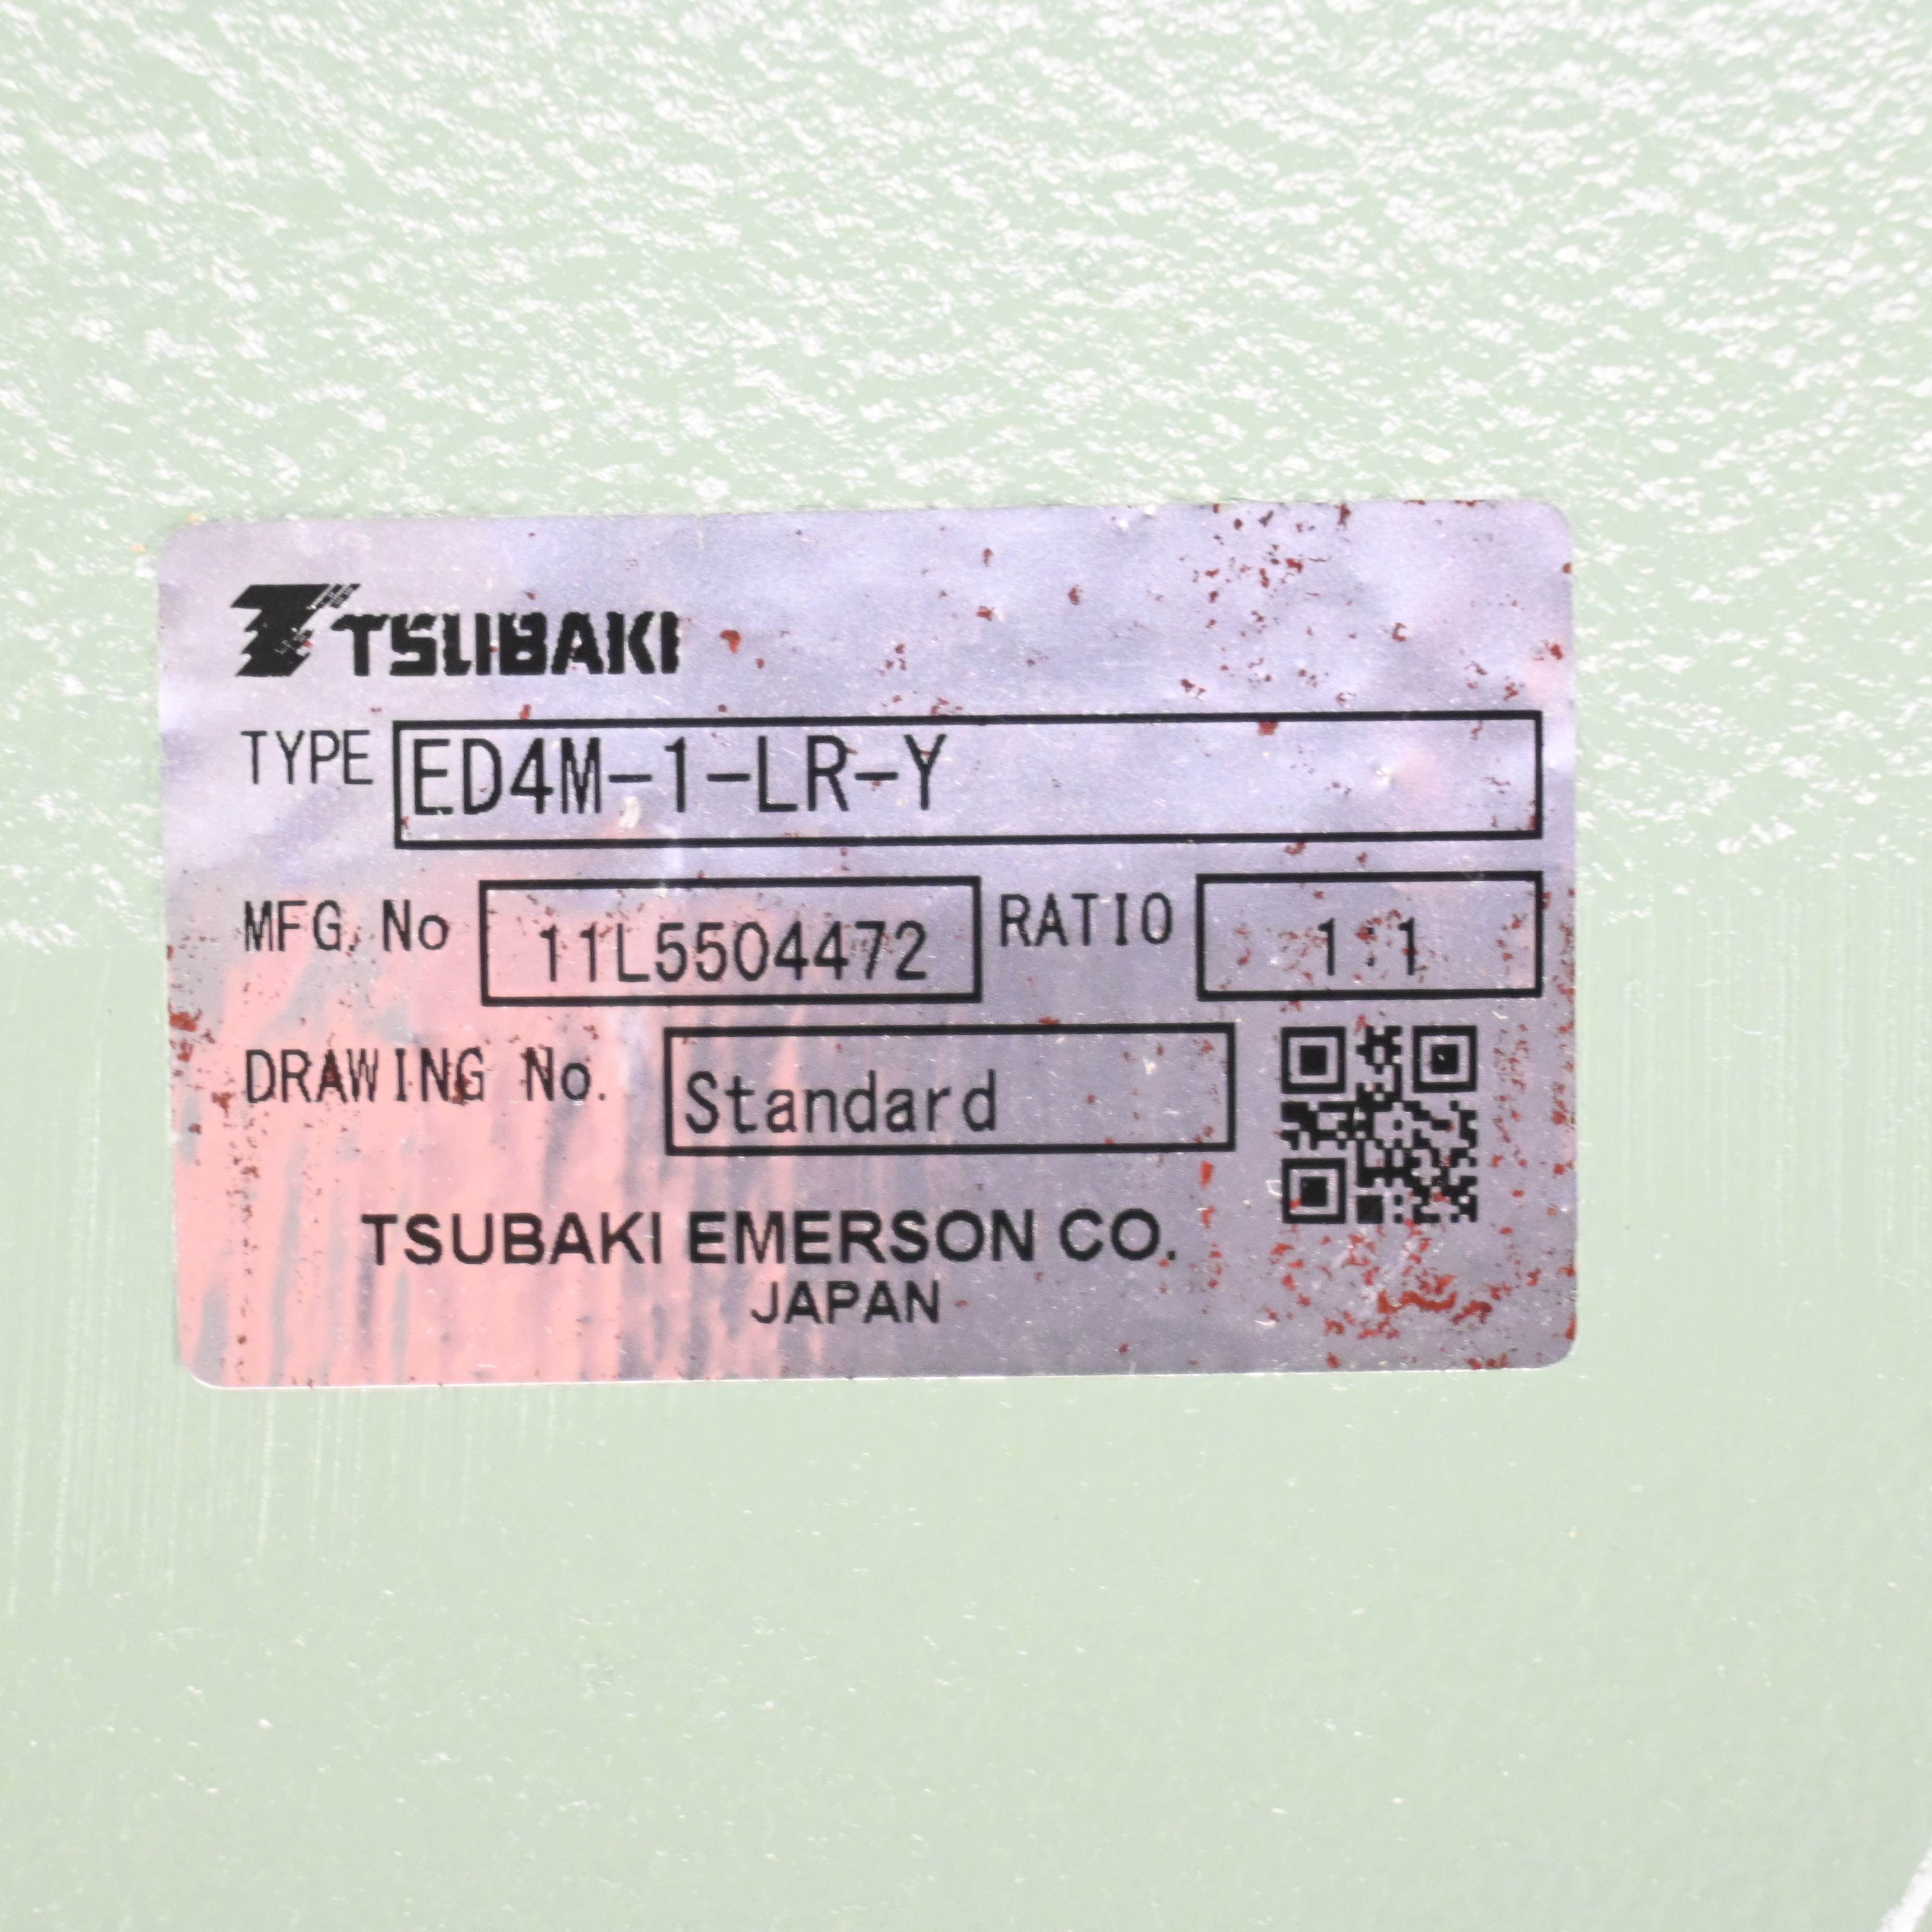 TSUBAKI
TYPE ED4M-1-LR-Y
MFG. No 11L5504472 RATIO 1:1
DRAWING No. Standard
TSUBAKI EMERSON CO.
JAPAN